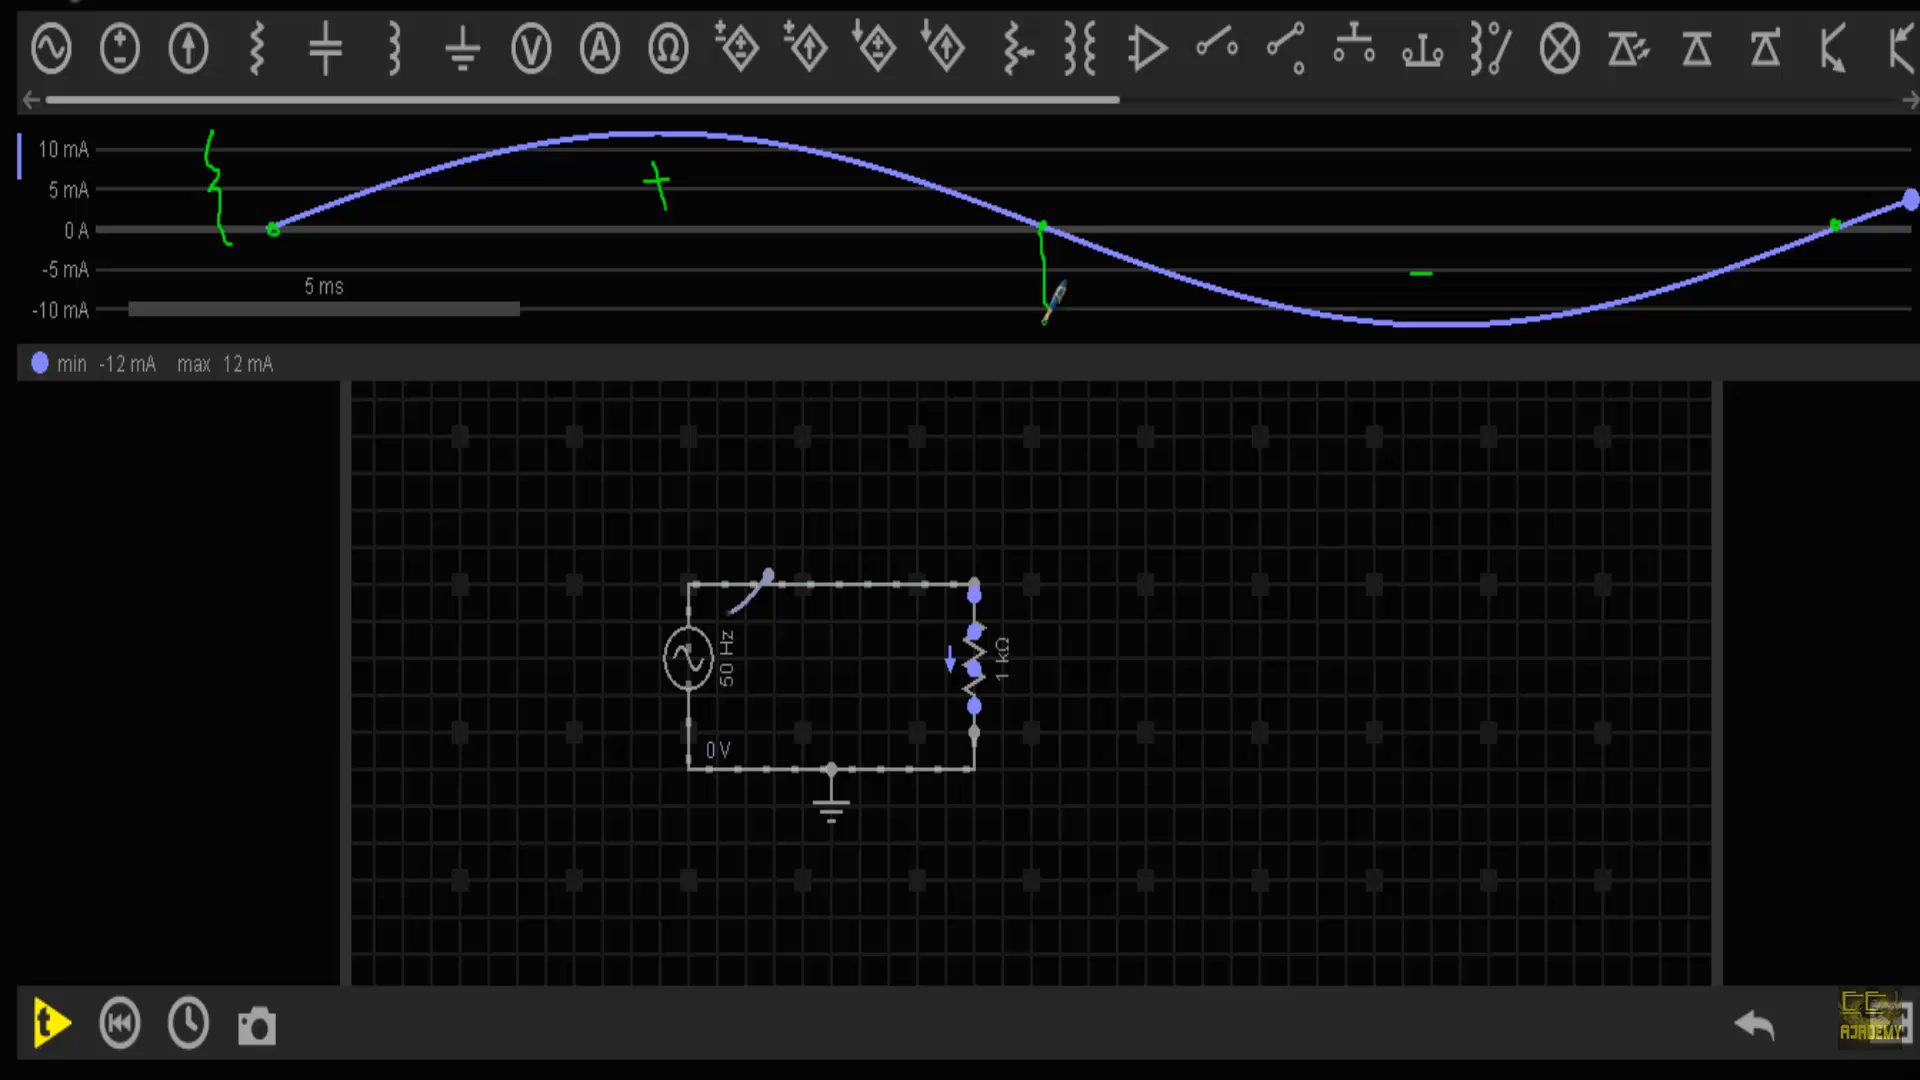 V A Ω
10 mA
5 mA
0 A
-5 mA
-10 mA
5 ms
+
−
min -12 mA max 12 mA
50 Hz
1 kΩ
0 V
t
ACADEMY